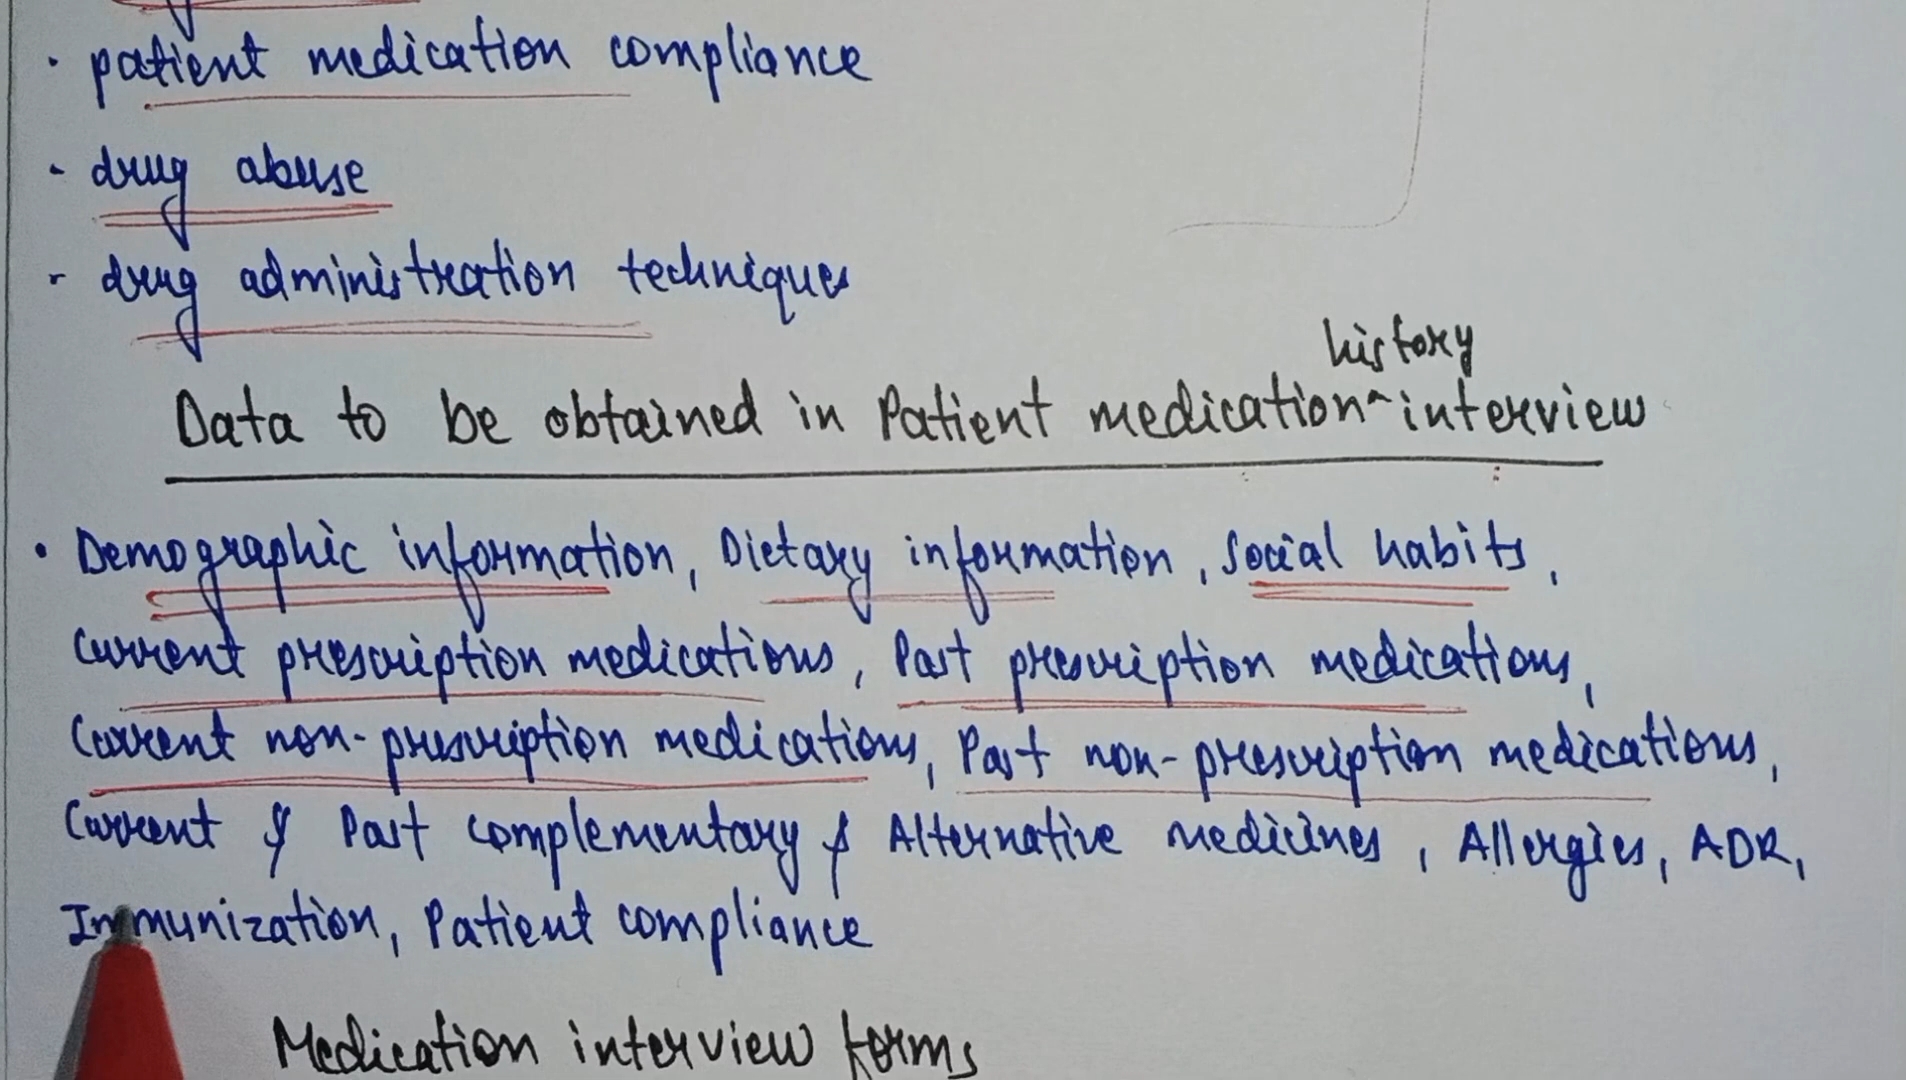 · patient medication compliance
- drug abuse
- drug administration techniques
history
Data to be obtained in Patient medication ^ interview
• Demographic information, Dietary information, Social habits,
Current prescription medications, Past prescription medications,
Current non-prescription medications, Past non-prescription medications,
Current & Past complementary & Alternative medicines, Allergies, ADR,
Immunization, Patient compliance
Medication interview forms